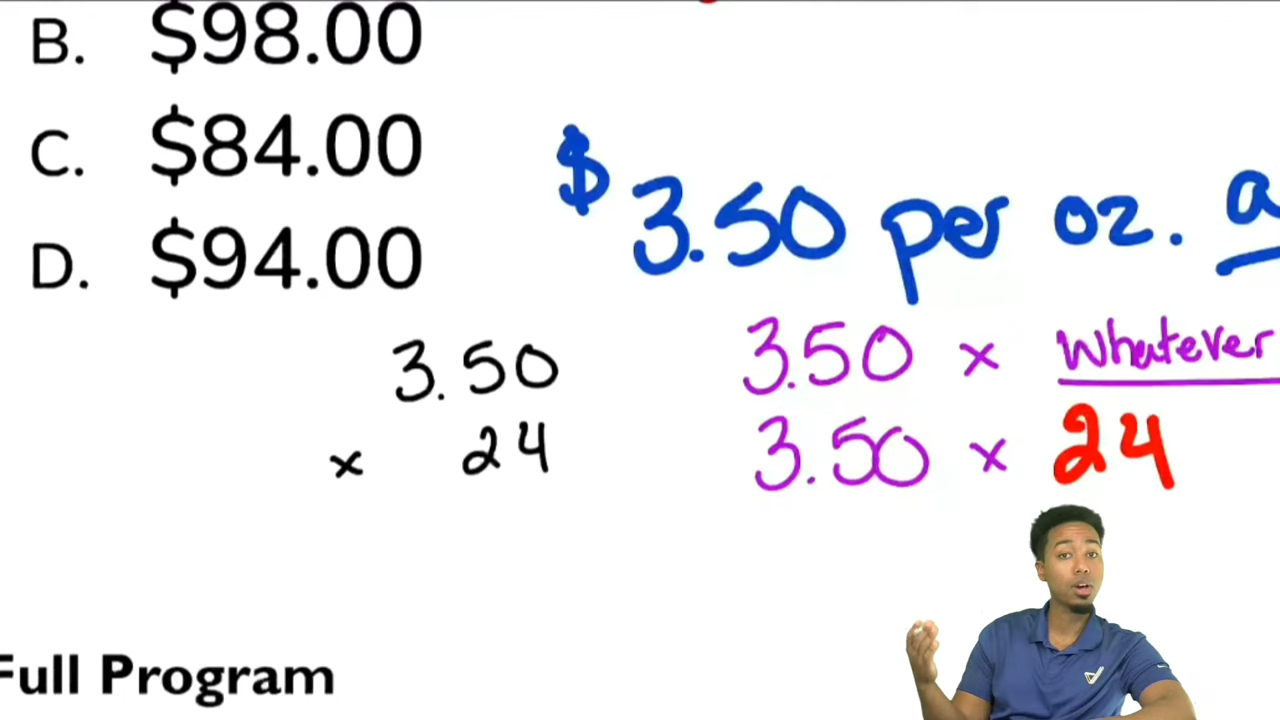 B. $98.00
C. $84.00
D. $94.00
$3.50 per oz. a
3.50 x whatever
3.50 x 24
3.50
x 24
Full Program